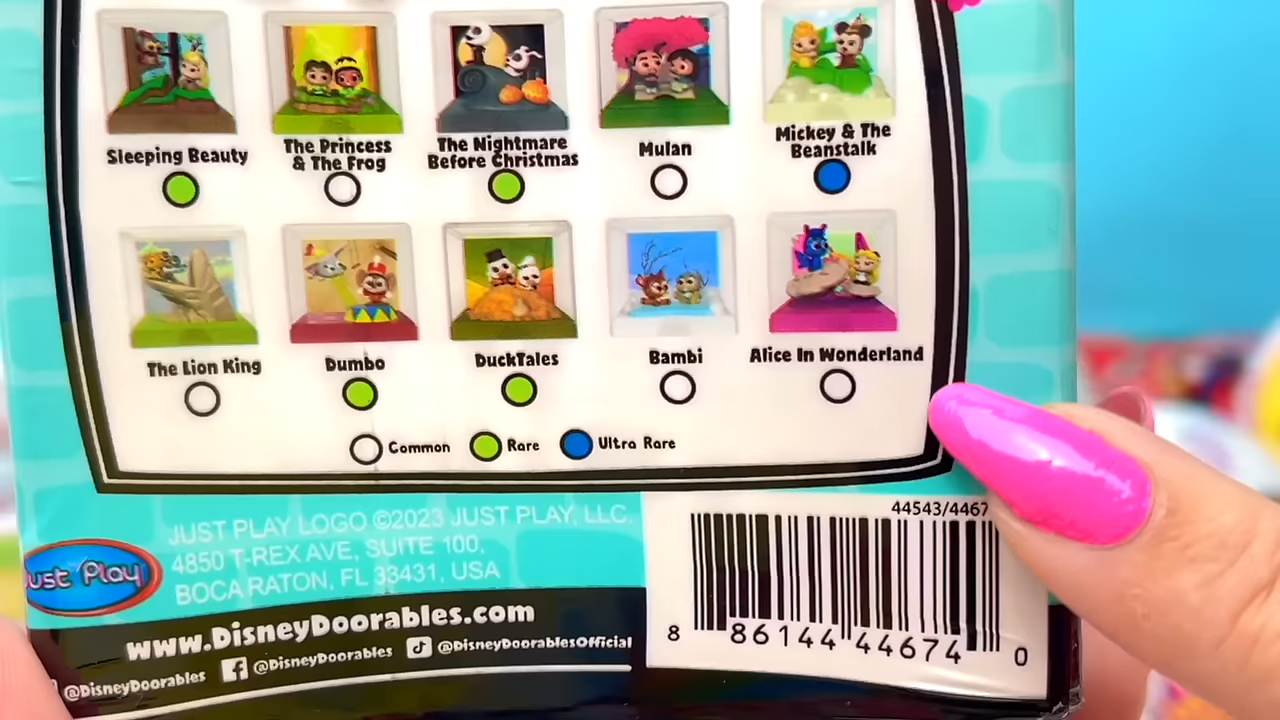 Sleeping Beauty
The Princess
& The Frog
The Nightmare
Before Christmas
Mulan
Mickey & The
Beanstalk
The Lion King
Dumbo
DuckTales
Bambi
Alice In Wonderland
Common
Rare
Ultra Rare
JUST PLAY LOGO ©2023 JUST PLAY, LLC.
4850 T-REX AVE, SUITE 100,
BOCA RATON, FL 33431, USA
Just Play
www.DisneyDoorables.com
@DisneyDoorables
@DisneyDoorables
@DisneyDoorablesOfficial
44543/4467
8 86144 44674 0